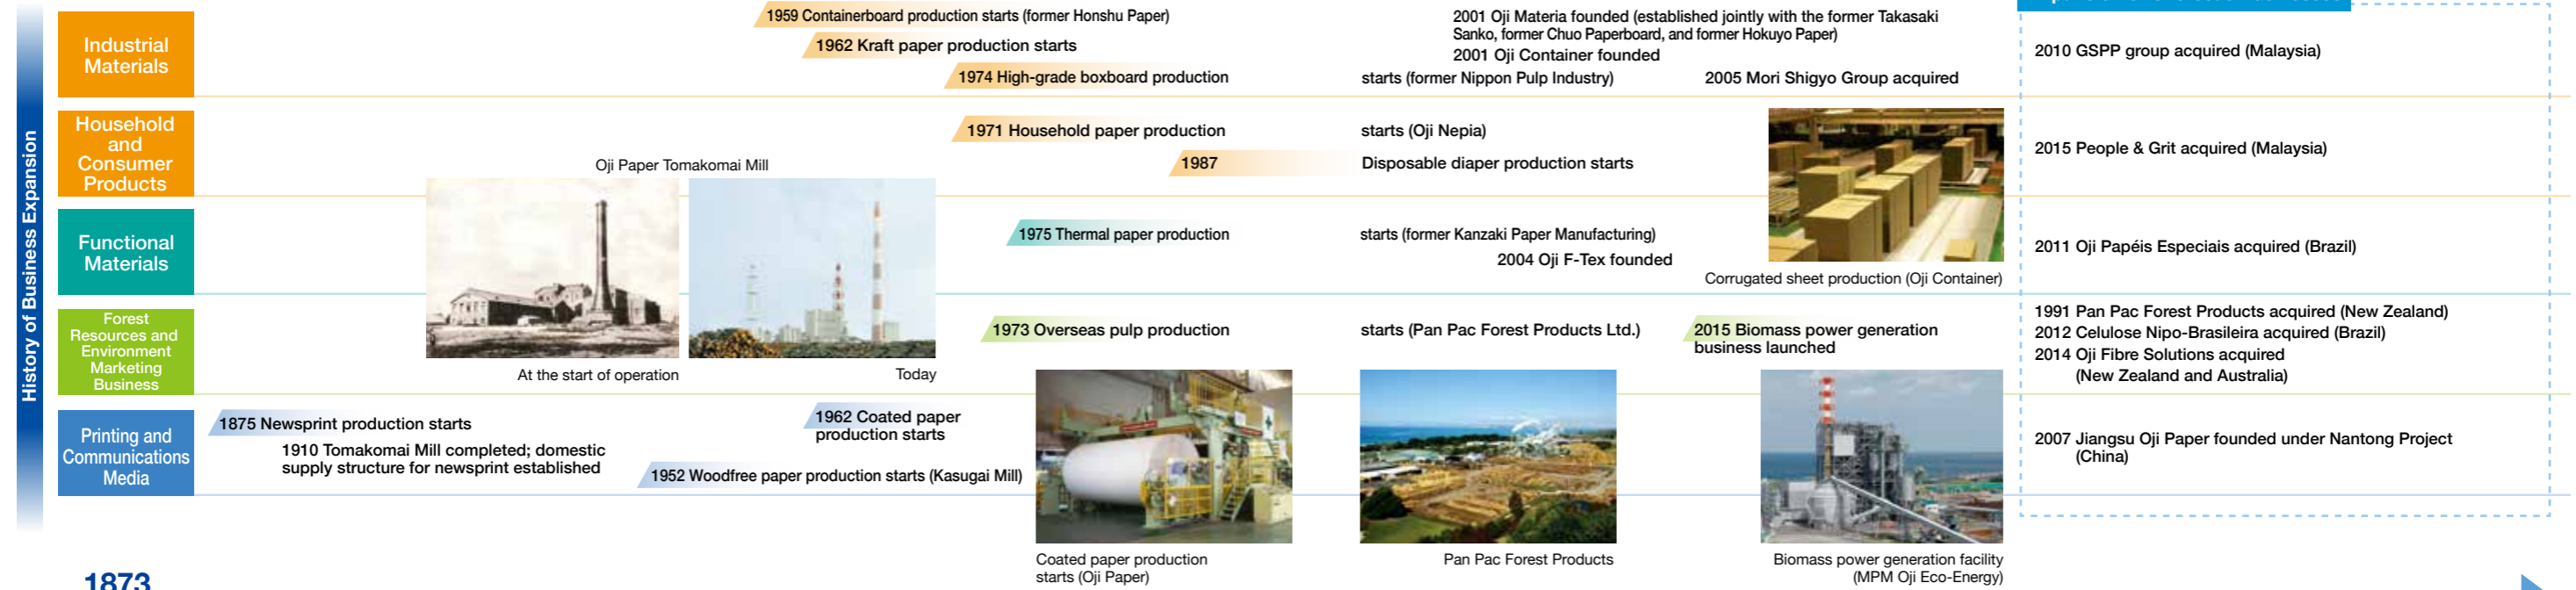 History of Business Expansion
Industrial
Materials
1959 Containerboard production starts (former Honshu Paper)
1962 Kraft paper production starts
1974 High-grade boxboard production starts (former Nippon Pulp Industry)
2001 Oji Materia founded (established jointly with the former Takasaki
Sanko, former Chuo Paperboard, and former Hokuyo Paper)
2001 Oji Container founded
2005 Mori Shigyo Group acquired
2010 GSPP group acquired (Malaysia)
Household
and
Consumer
Products
1971 Household paper production starts (Oji Nepia)
1987 Disposable diaper production starts
2015 People & Grit acquired (Malaysia)
Oji Paper Tomakomai Mill
At the start of operation
Today
Functional
Materials
1975 Thermal paper production starts (former Kanzaki Paper Manufacturing)
2004 Oji F-Tex founded
Corrugated sheet production (Oji Container)
2011 Oji Papéis Especiais acquired (Brazil)
Forest
Resources and
Environment
Marketing
Business
1973 Overseas pulp production starts (Pan Pac Forest Products Ltd.)
2015 Biomass power generation
business launched
1991 Pan Pac Forest Products acquired (New Zealand)
2012 Celulose Nipo-Brasileira acquired (Brazil)
2014 Oji Fibre Solutions acquired
(New Zealand and Australia)
Printing and
Communications
Media
1875 Newsprint production starts
1910 Tomakomai Mill completed; domestic
supply structure for newsprint established
1962 Coated paper
production starts
1952 Woodfree paper production starts (Kasugai Mill)
2007 Jiangsu Oji Paper founded under Nantong Project
(China)
Coated paper production
starts (Oji Paper)
Pan Pac Forest Products
Biomass power generation facility
(MPM Oji Eco-Energy)
1873